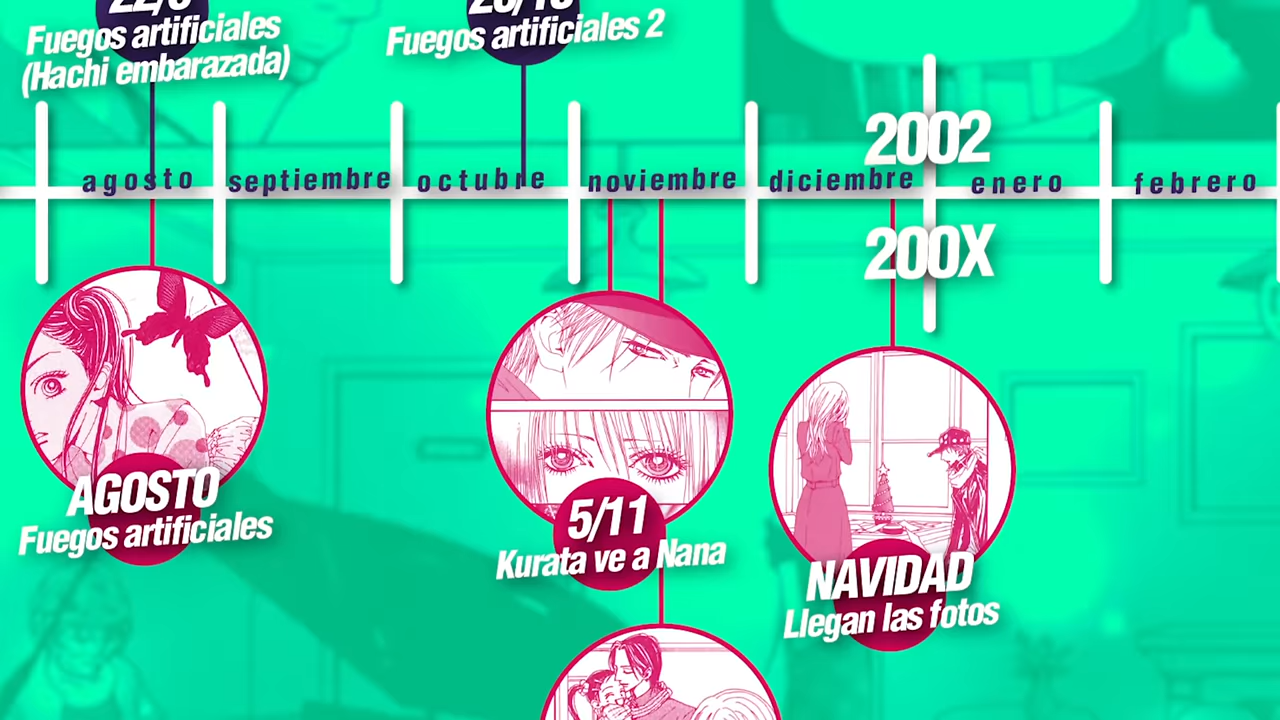 Fuegos artificiales
(Hachi embarazada)
Fuegos artificiales 2
2002
agosto
septiembre
octubre
noviembre
diciembre
enero
febrero
200X
AGOSTO
Fuegos artificiales
5/11
Kurata ve a Nana
NAVIDAD
Llegan las fotos